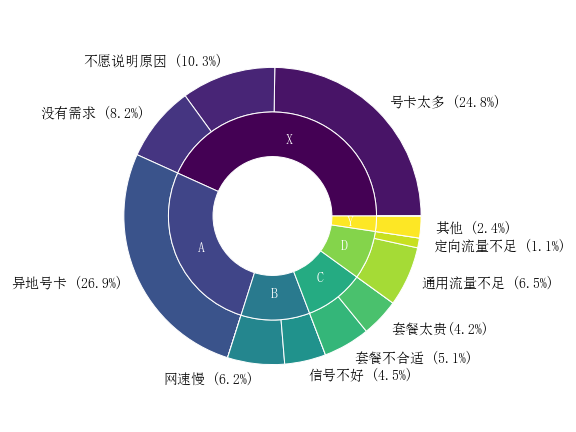 不愿说明原因 (10.3%)
号卡太多 (24.8%)
没有需求 (8.2%)
X
其他 (2.4%)
定向流量不足 (1.1%)
D
A
C
异地号卡 (26.9%)
通用流量不足 (6.5%)
B
套餐太贵(4.2%)
套餐不合适 (5.1%)
信号不好 (4.5%)
网速慢 (6.2%)